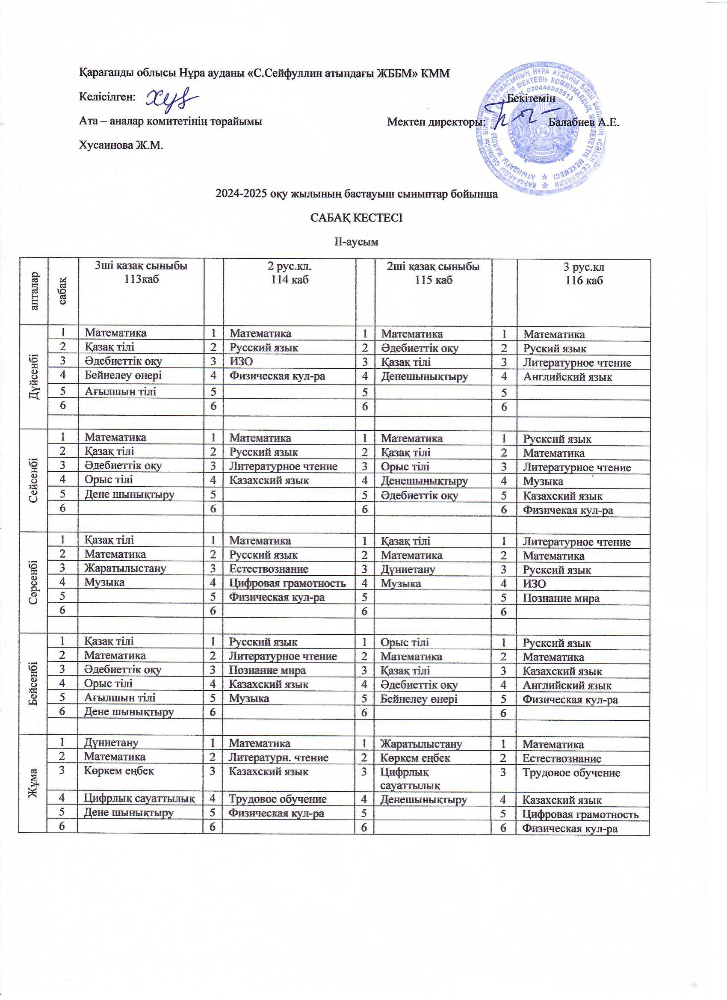 Қарағанды облысы Нұра ауданы «С.Сейфуллин атындағы ЖББМ» КММ
Келісілген: Бекітемін
Ата – аналар комитетінің төрайымы Мектеп директоры: Балабиев А.Е.
Хусаинова Ж.М.
020440005513
2024-2025 оқу жылының бастауыш сыныптар бойынша
САБАҚ КЕСТЕСІ
ІІ-аусым
апталар сабақ 3ші қазақ сыныбы 2 рус.кл. 2ші қазақ сыныбы 3 рус.кл
113каб 114 каб 115 каб 116 каб
Дүйсенбі
1 Математика 1 Математика 1 Математика 1 Математика
2 Қазақ тілі 2 Русский язык 2 Әдебиеттік оқу 2 Руский язык
3 Әдебиеттік оқу 3 ИЗО 3 Қазақ тілі 3 Литературное чтение
4 Бейнелеу өнері 4 Физическая кул-ра 4 Денешынықтыру 4 Английский язык
5 Ағылшын тілі 5 5 5
6 6 6 6
Сейсенбі
1 Математика 1 Математика 1 Математика 1 Русксий язык
2 Қазақ тілі 2 Русский язык 2 Қазақ тілі 2 Математика
3 Әдебиеттік оқу 3 Литературное чтение 3 Орыс тілі 3 Литературное чтение
4 Орыс тілі 4 Казахский язык 4 Денешынықтыру 4 Музыка
5 Дене шынықтыру 5 5 Әдебиеттік оқу 5 Казахский язык
6 6 6 6 Физичекая кул-ра
Сәрсенбі
1 Қазақ тілі 1 Математика 1 Қазақ тілі 1 Литературное чтение
2 Математика 2 Русский язык 2 Математика 2 Математика
3 Жаратылыстану 3 Естествознание 3 Дүниетану 3 Русксий язык
4 Музыка 4 Цифровая грамотность 4 Музыка 4 ИЗО
5 5 Физическая кул-ра 5 5 Познание мира
6 6 6 6
Бейсенбі
1 Қазақ тілі 1 Русский язык 1 Орыс тілі 1 Русксий язык
2 Математика 2 Литературное чтение 2 Математика 2 Математика
3 Әдебиеттік оқу 3 Познание мира 3 Қазақ тілі 3 Казахский язык
4 Орыс тілі 4 Казахский язык 4 Әдебиеттік оқу 4 Английский язык
5 Ағылшын тілі 5 Музыка 5 Бейнелеу өнері 5 Физическая кул-ра
6 Дене шынықтыру 6 6 6
Жұма
1 Дүниетану 1 Математика 1 Жаратылыстану 1 Математика
2 Математика 2 Литературн. чтение 2 Көркем еңбек 2 Естествознание
3 Көркем еңбек 3 Казахский язык 3 Цифрлық 3 Трудовое обучение
сауаттылық
4 Цифрлық сауаттылық 4 Трудовое обучение 4 Денешынықтыру 4 Казахский язык
5 Дене шынықтыру 5 Физическая кул-ра 5 5 Цифровая грамотность
6 6 6 6 Физическая кул-ра